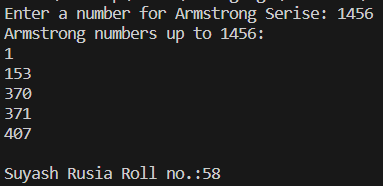 Enter a number for Armstrong Serise: 1456
Armstrong numbers up to 1456:
1
153
370
371
407
Suyash Rusia Roll no.:58